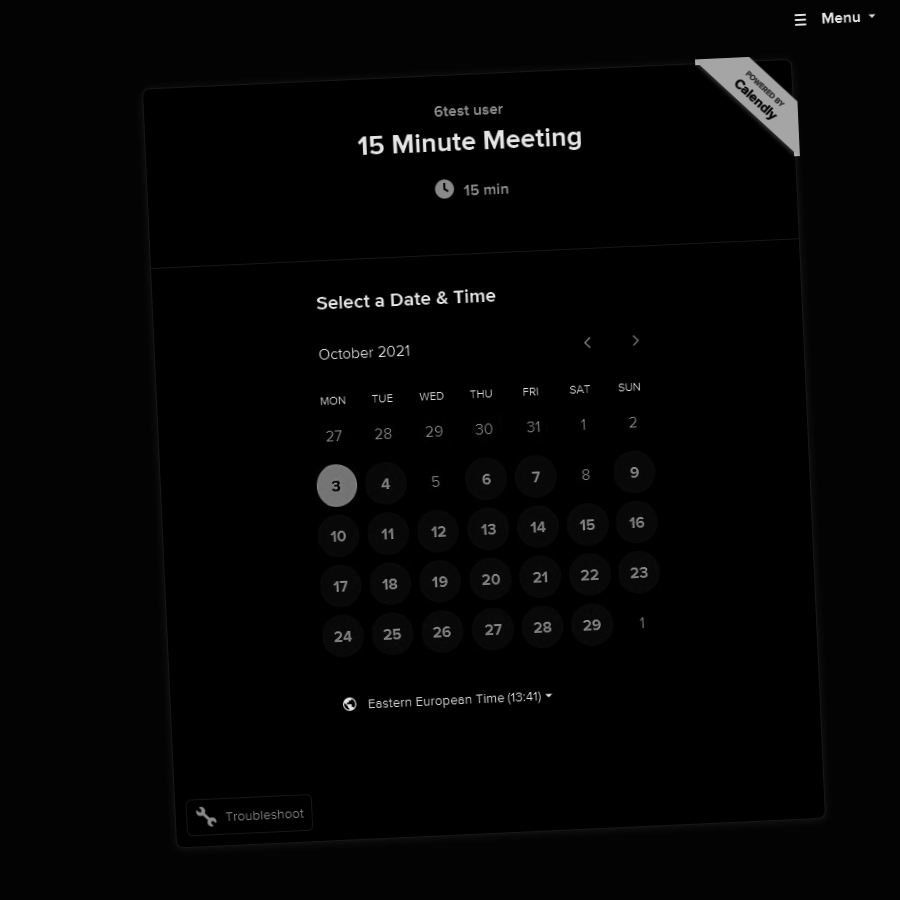 ☰ Menu
POWERED BY
Calendly
6test user
15 Minute Meeting
15 min
Select a Date & Time
October 2021
MON TUE WED THU FRI SAT SUN
27 28 29 30 31 1 2
3 4 5 6 7 8 9
10 11 12 13 14 15 16
17 18 19 20 21 22 23
24 25 26 27 28 29 1
Eastern European Time (13:41)
Troubleshoot